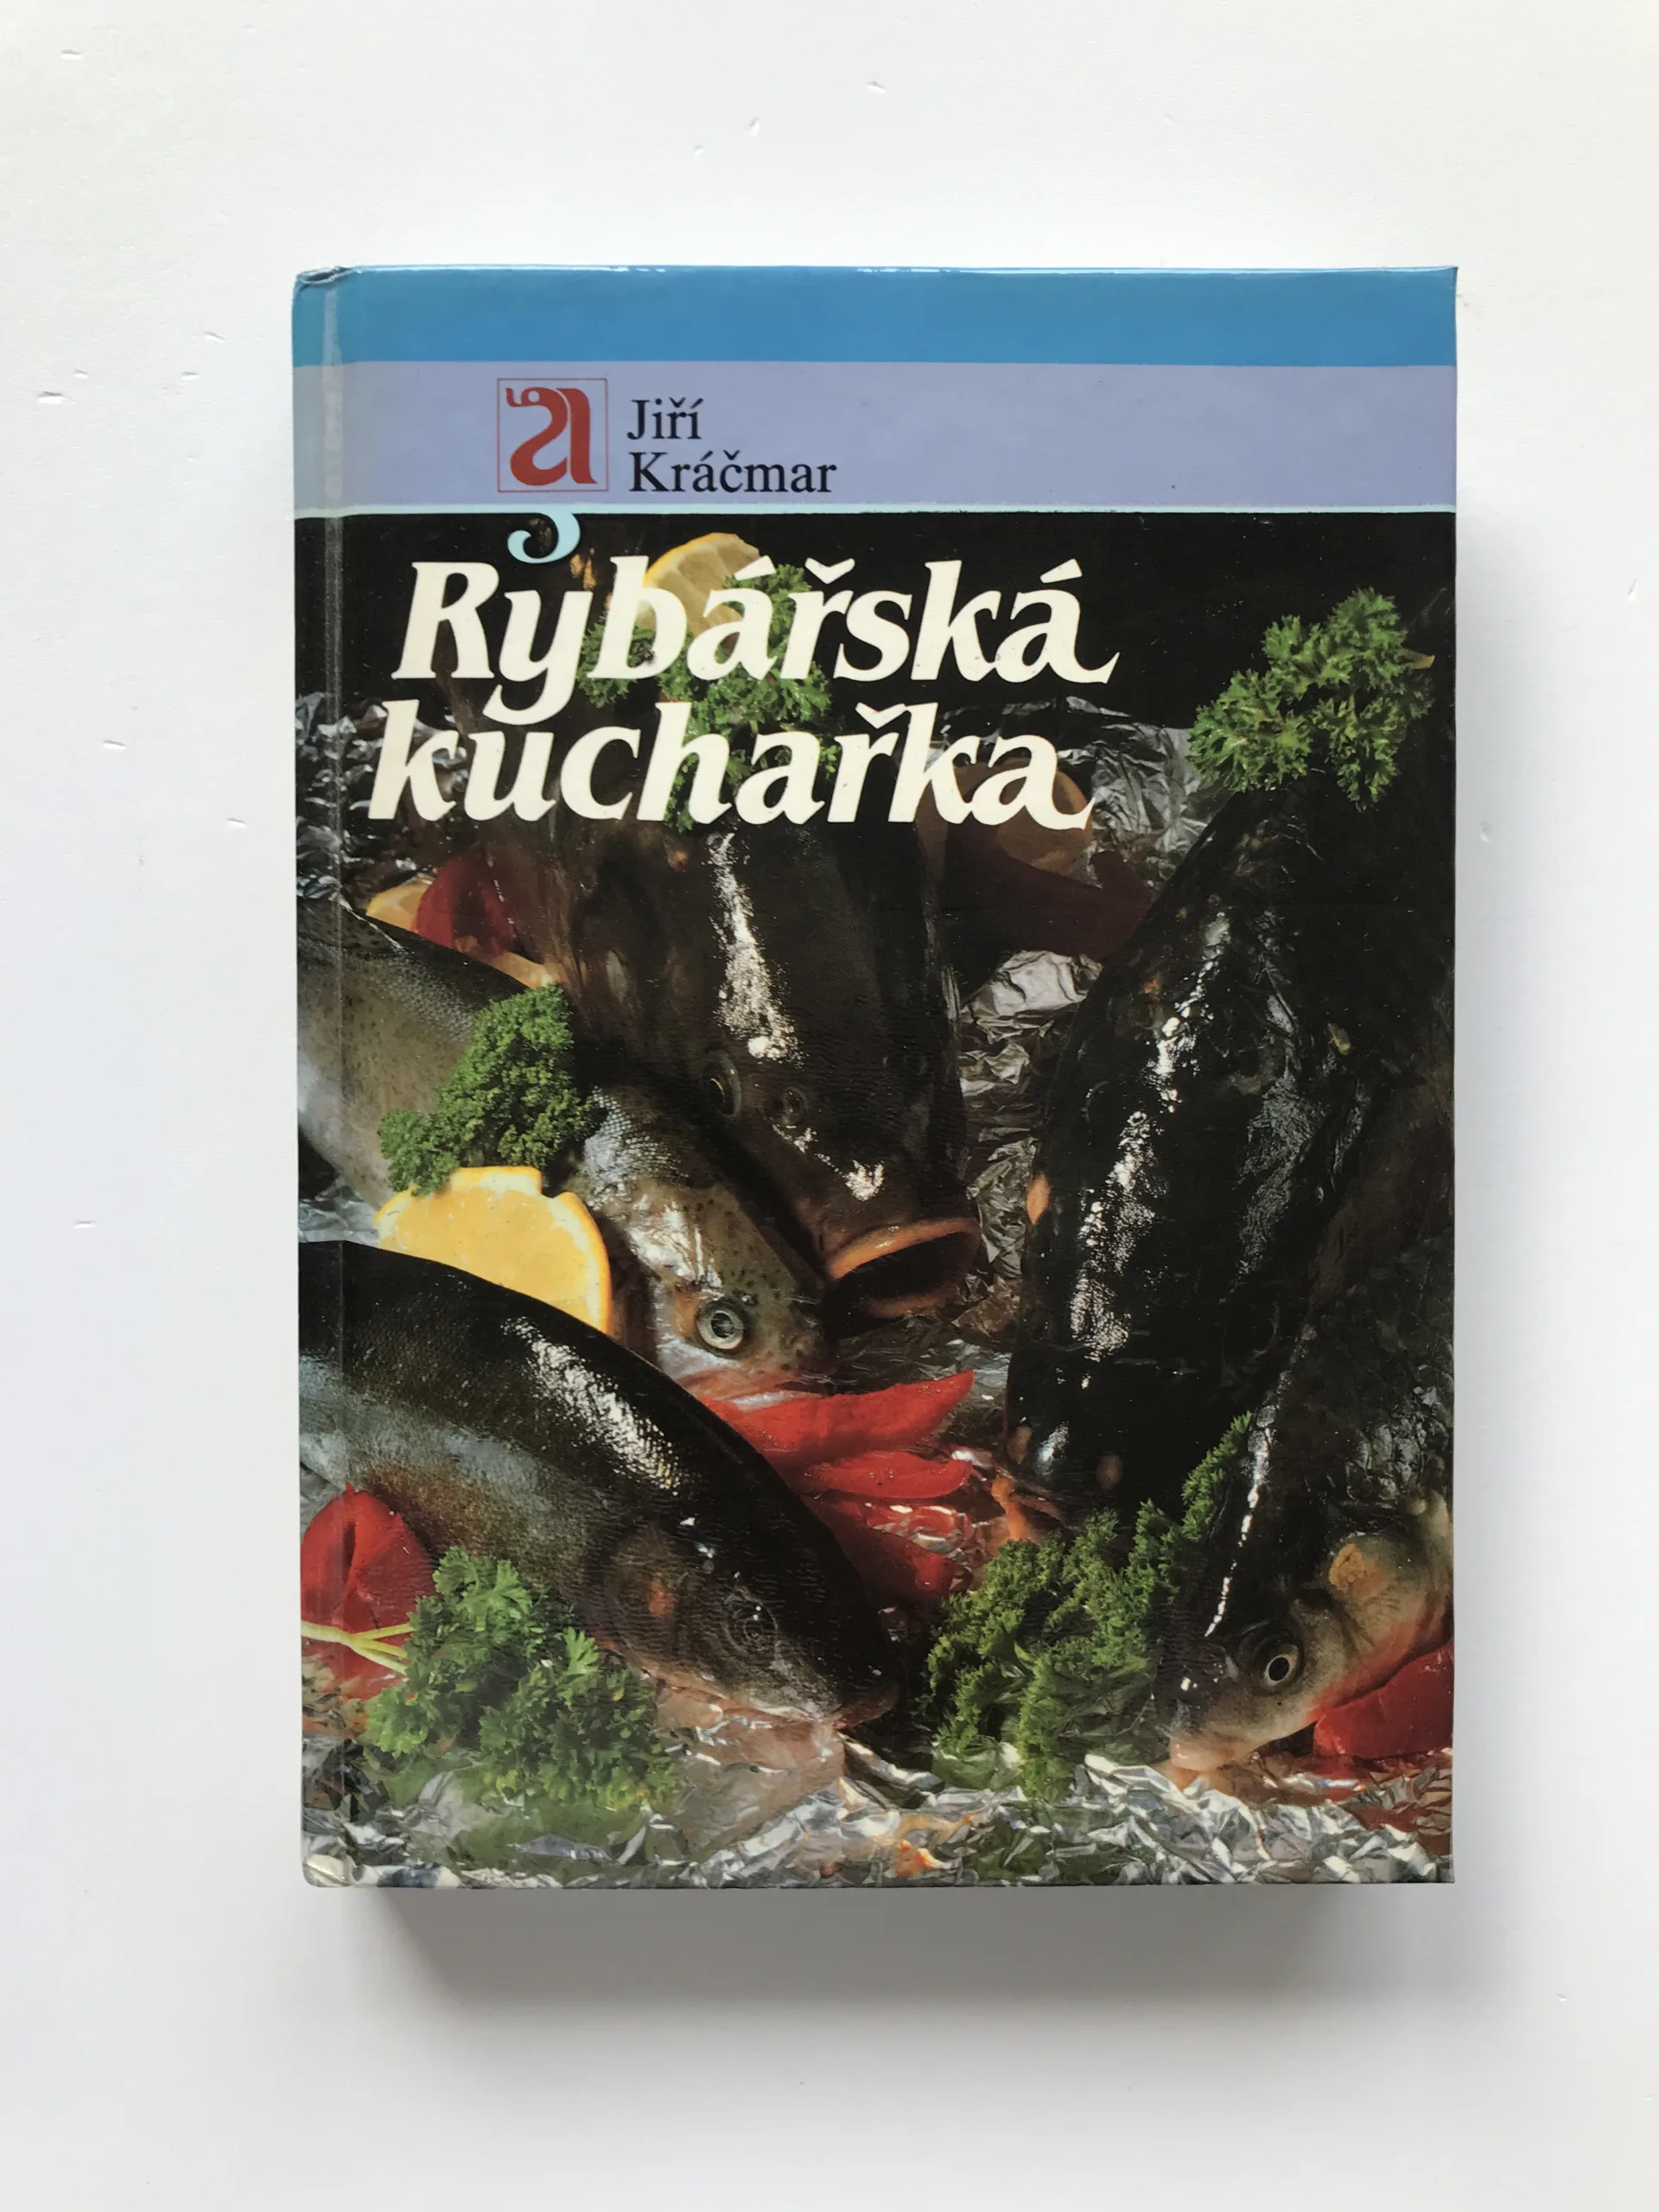 a
Jiří
Kráčmar
Rybářská
kuchařka